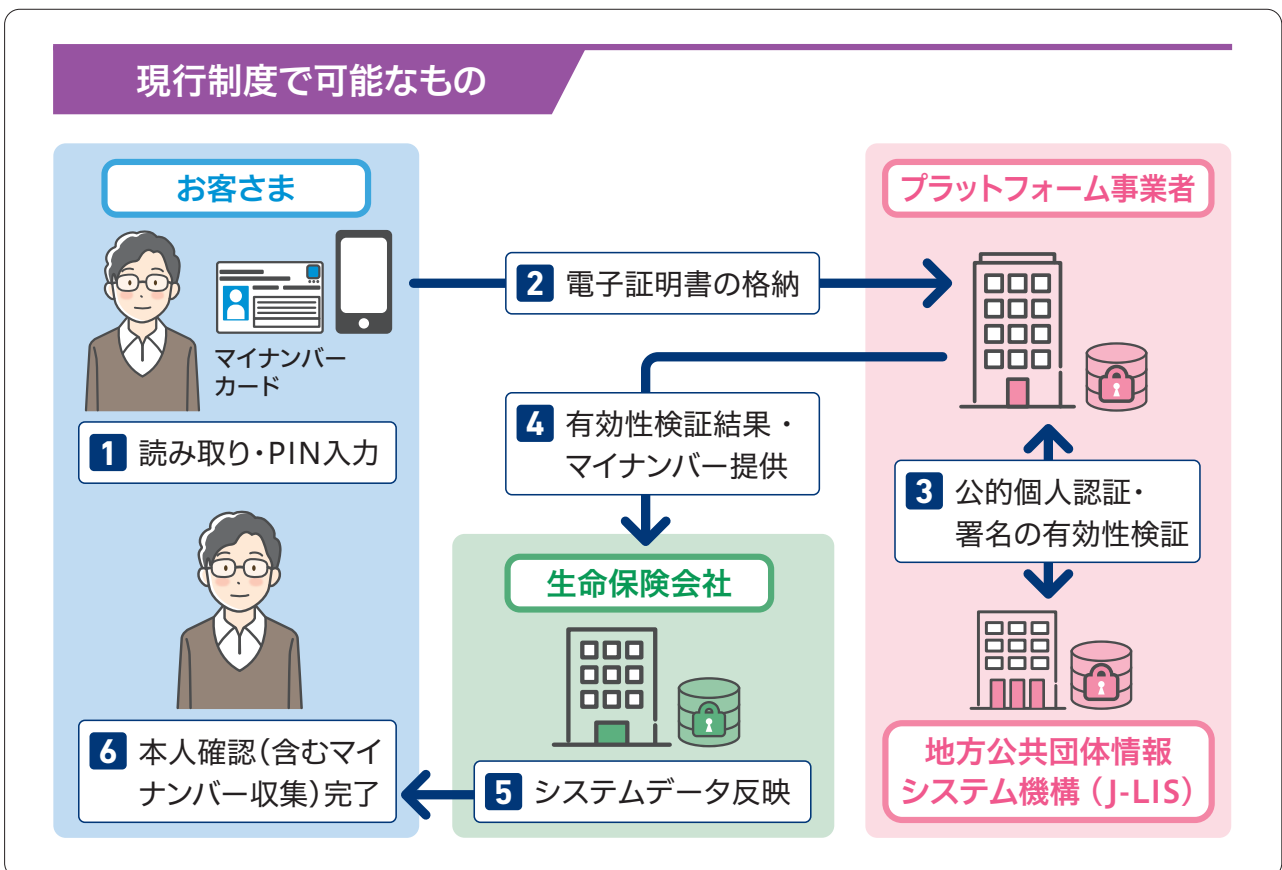 現行制度で可能なもの
お客さま
マイナンバー
カード
1 読み取り・PIN入力
2 電子証明書の格納
プラットフォーム事業者
3 公的個人認証・
署名の有効性検証
地方公共団体情報
システム機構（J-LIS）
4 有効性検証結果・
マイナンバー提供
生命保険会社
5 システムデータ反映
6 本人確認（含むマイ
ナンバー収集）完了